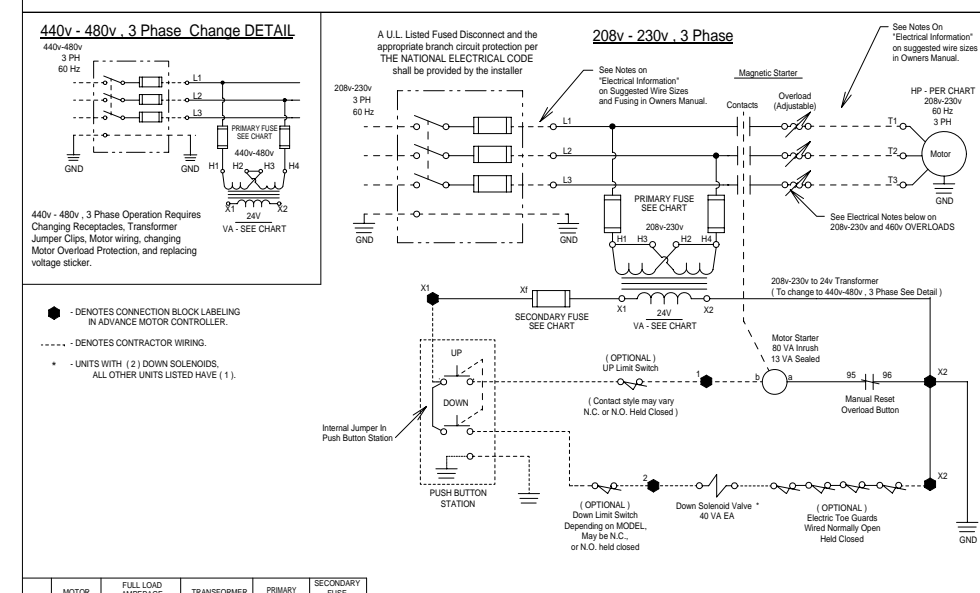 440v - 480v , 3 Phase Change DETAIL
440v-480v
3 PH
60 Hz
L1
L2
L3
PRIMARY FUSE
SEE CHART
440v-480v
GND
GND
H1
H2
H3
H4
X1
X2
24V
VA - SEE CHART
440v - 480v , 3 Phase Operation Requires
Changing Receptacles, Transformer
Jumper Clips, Motor wiring, changing
Motor Overload Protection, and replacing
voltage sticker.
- DENOTES CONNECTION BLOCK LABELING
IN ADVANCE MOTOR CONTROLLER.
- DENOTES CONTRACTOR WIRING.
* - UNITS WITH ( 2 ) DOWN SOLENOIDS,
ALL OTHER UNITS LISTED HAVE ( 1 ).
A U.L. Listed Fused Disconnect and the
appropriate branch circuit protection per
THE NATIONAL ELECTRICAL CODE
shall be provided by the installer
208v - 230v , 3 Phase
See Notes On
"Electrical Information"
on suggested wire sizes
in Owners Manual.
See Notes on
"Electrical Information"
on Suggested Wire Sizes
and Fusing in Owners Manual.
Magnetic Starter
Contacts
Overload
(Adjustable)
HP - PER CHART
208v-230v
60 Hz
3 PH
208v-230v
3 PH
60 Hz
L1
L2
L3
T1
T2
T3
Motor
GND
GND
GND
PRIMARY FUSE
SEE CHART
208v-230v
See Electrical Notes below on
208v-230v and 460v OVERLOADS
H1
H3
H2
H4
208v-230v to 24v Transformer
( To change to 440v-480v , 3 Phase See Detail )
X1
Xf
X1
X2
24V
VA - SEE CHART
SECONDARY FUSE
SEE CHART
UP
DOWN
Internal Jumper In
Push Button Station
PUSH BUTTON
STATION
( OPTIONAL )
UP Limit Switch
( Contact style may vary
N.C. or N.O. Held Closed )
1
Motor Starter
80 VA Inrush
13 VA Sealed
b
a
95
96
Manual Reset
Overload Button
X2
2
( OPTIONAL )
Down Limit Switch
Depending on MODEL,
May be N.C.,
or N.O. held closed
Down Solenoid Valve *
40 VA EA
( OPTIONAL )
Electric Toe Guards
Wired Normally Open
Held Closed
X2
GND
MOTOR
FULL LOAD
AMPERAGE
TRANSFORMER
PRIMARY
SECONDARY
FUSE